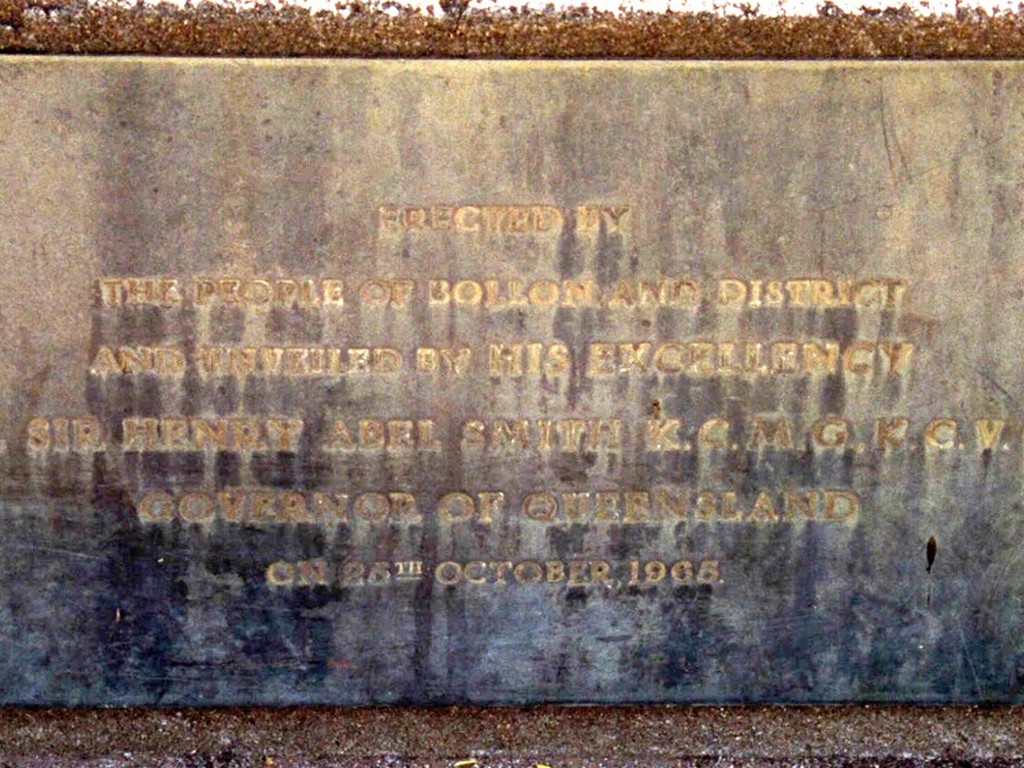 ERECTED BY
THE PEOPLE OF BOLLON AND DISTRICT
AND UNVEILED BY HIS EXCELLENCY
SIR HENRY ABEL SMITH K.C.M.G. K.C.V.
GOVERNOR OF QUEENSLAND
ON 25TH OCTOBER, 1965.